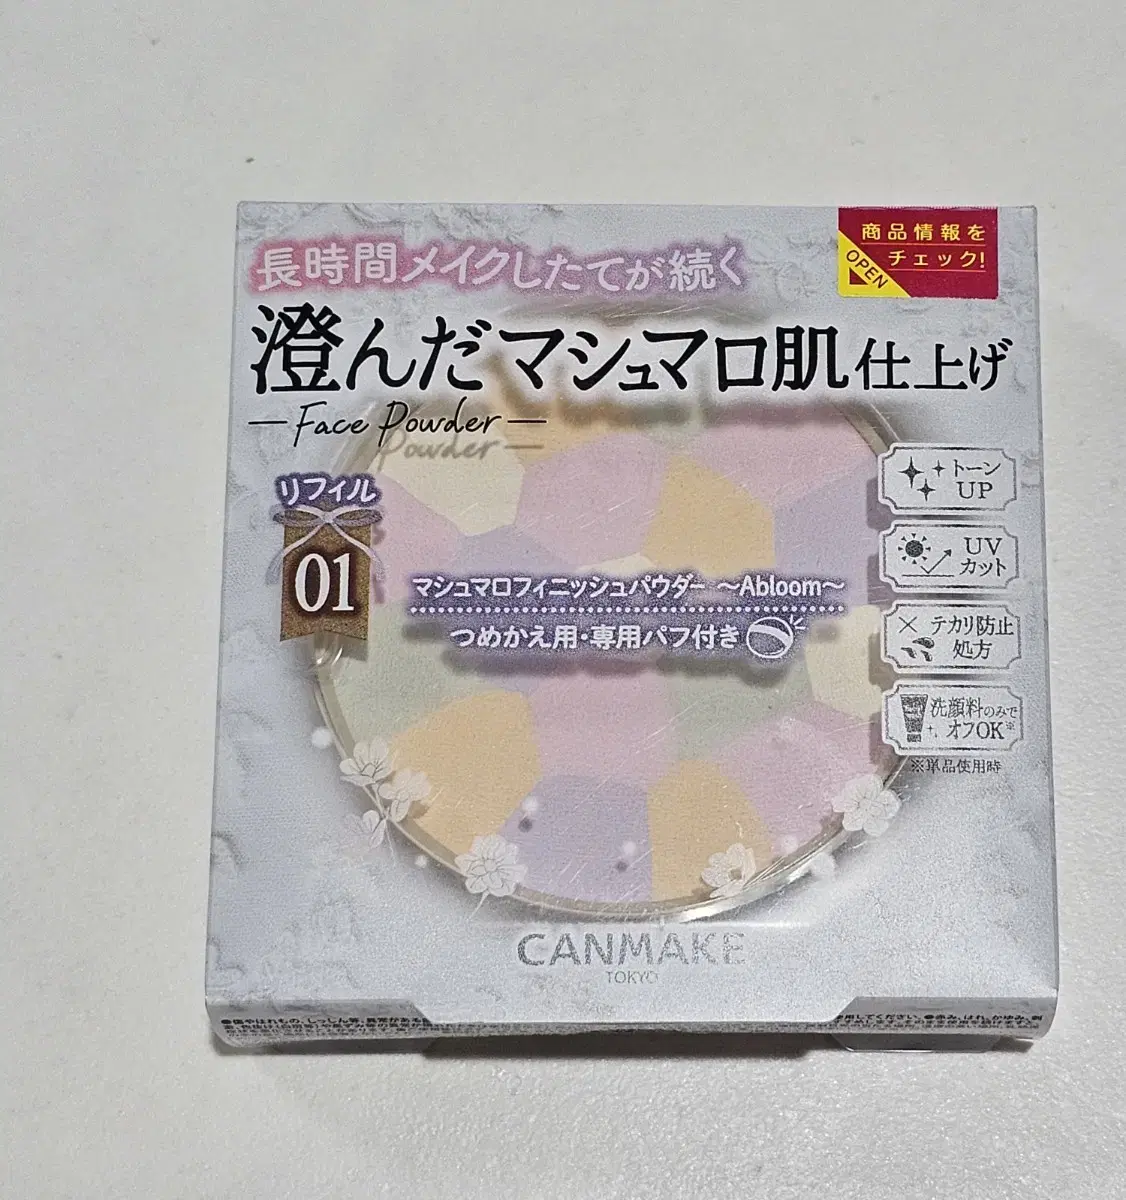 商品情報を
チェック!
OPEN
長時間メイクしたてが続く
澄んだマシュマロ肌仕上げ
Face Powder
リフィル
01
トーン
UP
UV
カット
テカリ防止
処方
洗顔料のみで
オフOK※
※単品使用時
マシュマロフィニッシュパウダー 〜Abloom〜
つめかえ用・専用パフ付き
CANMAKE
TOKYO